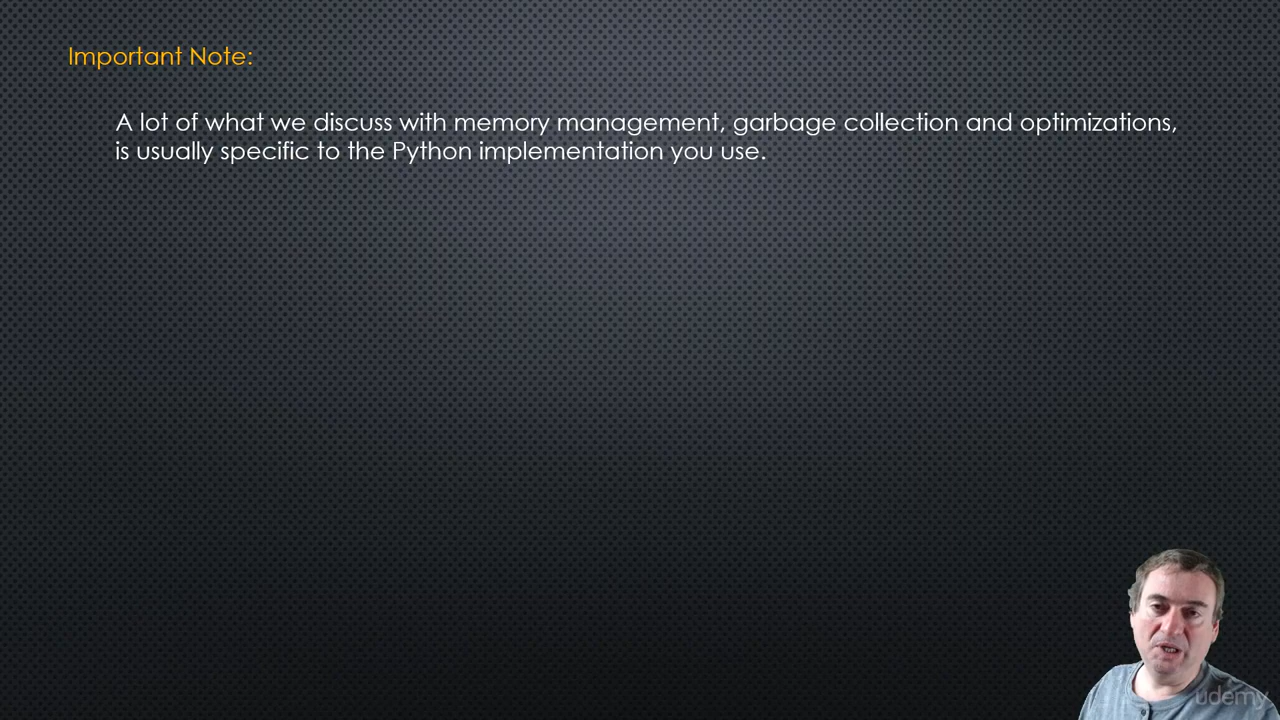 Important Note:
A lot of what we discuss with memory management, garbage collection and optimizations,
is usually specific to the Python implementation you use.
udemy